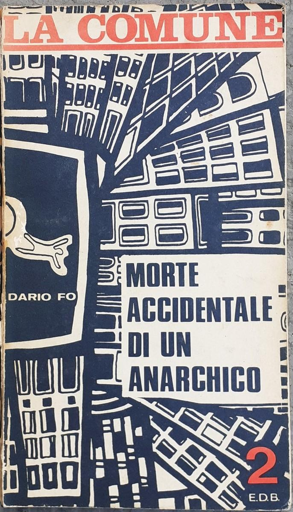 LA COMUNE
DARIO FO
MORTE
ACCIDENTALE
DI UN
ANARCHICO
2
E.D.B.